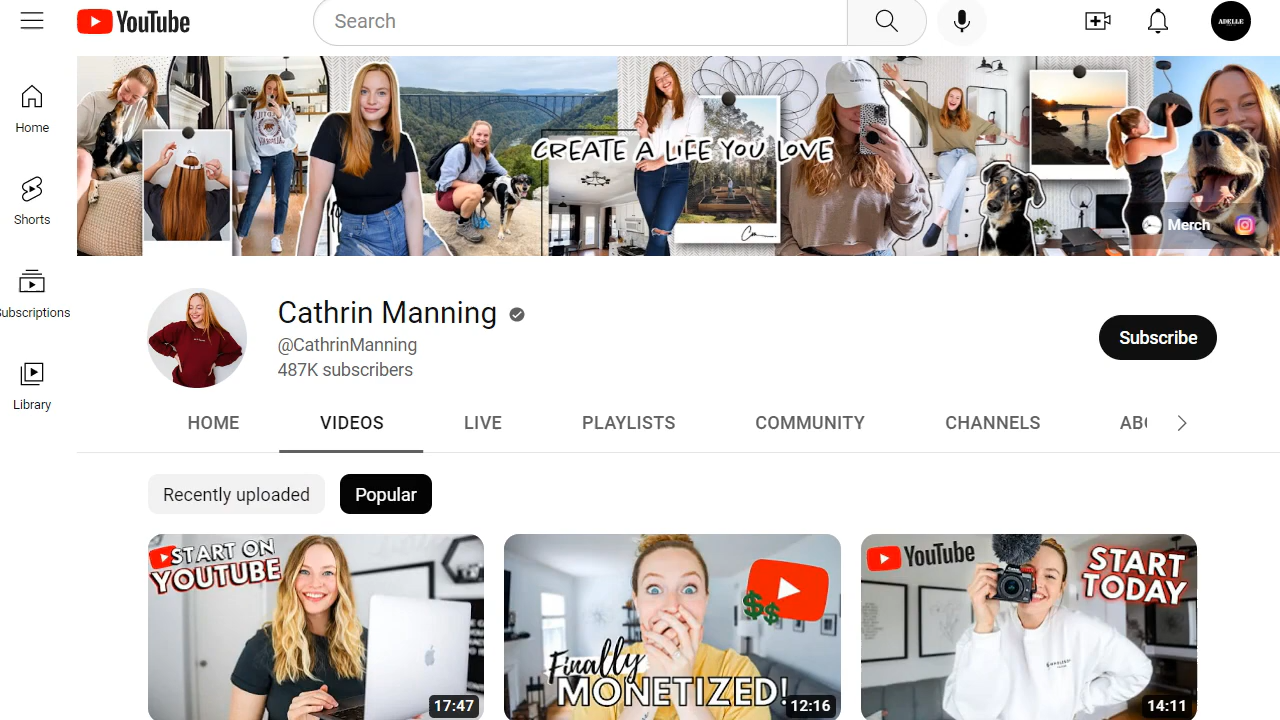 YouTube
Search
ADELLE
Home
Shorts
Subscriptions
Library
CREATE A LIFE YOU LOVE
Merch
Cathrin Manning
@CathrinManning
487K subscribers
Subscribe
HOME
VIDEOS
LIVE
PLAYLISTS
COMMUNITY
CHANNELS
Recently uploaded
Popular
START ON
YOUTUBE
17:47
$$
Finally
MONETIZED!
12:16
YouTube
START
TODAY
14:11